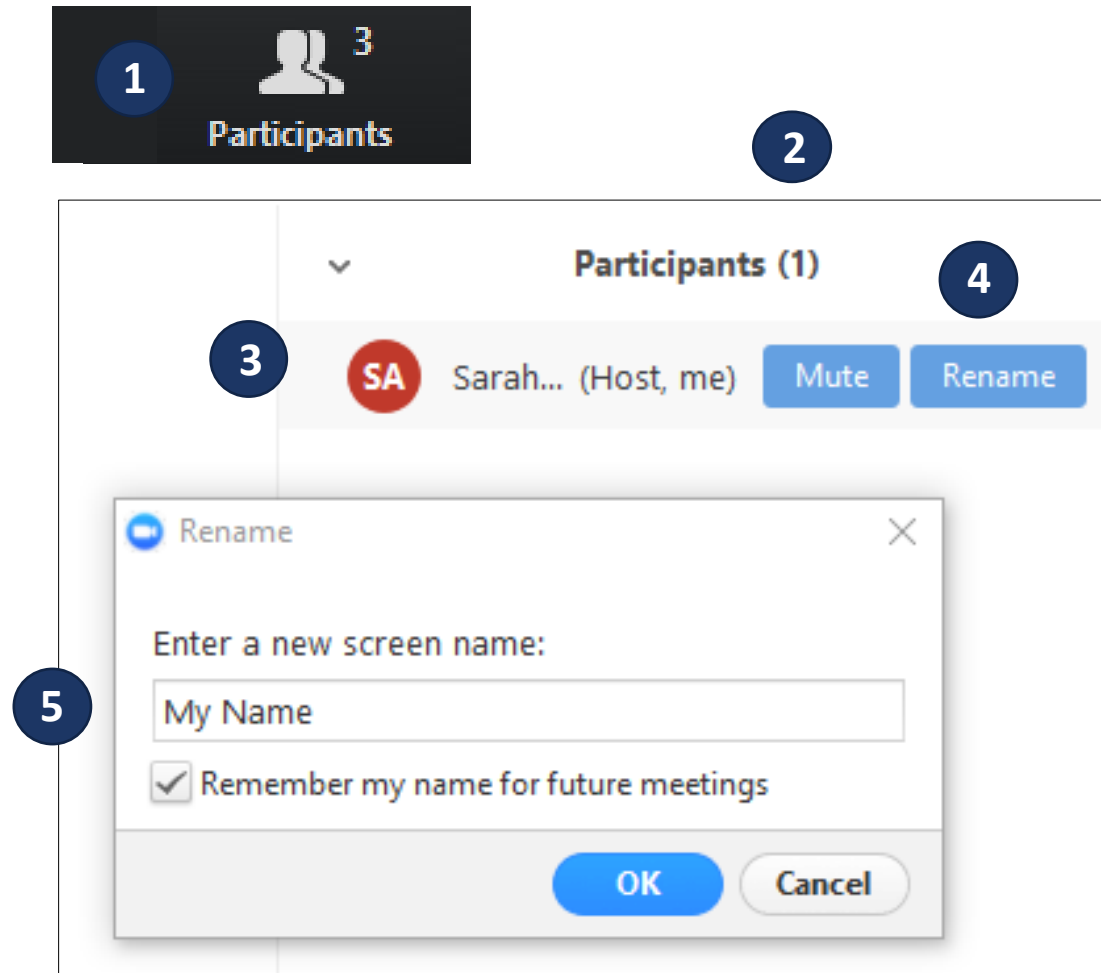 1
3
Participants
2
Participants (1)
4
3
SA Sarah... (Host, me) Mute Rename
Rename
Enter a new screen name:
5
My Name
Remember my name for future meetings
OK Cancel